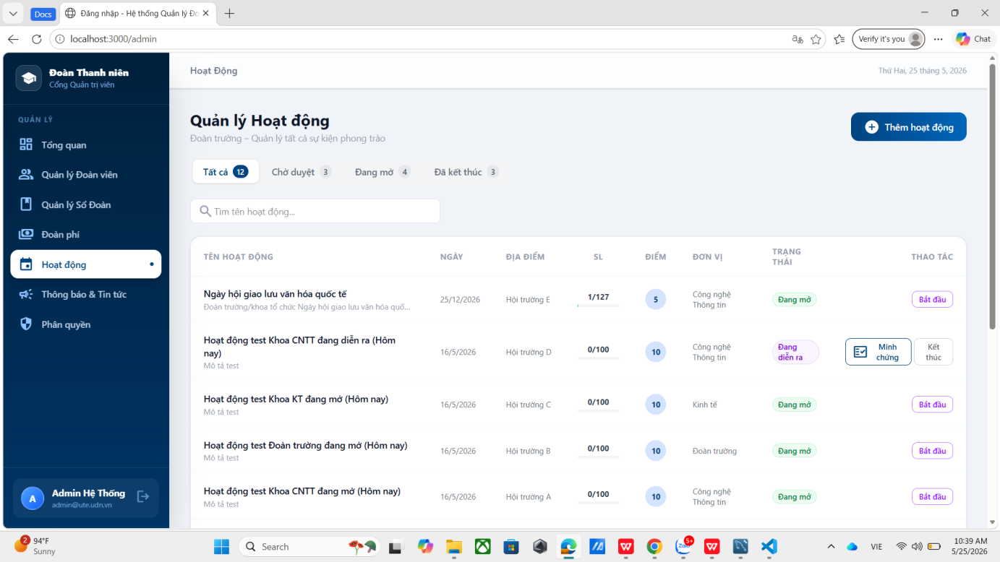 Docs
Đăng nhập - Hệ thống Quản lý Đo
localhost:3000/admin
Verify it's you
Chat
Đoàn Thanh niên
Cổng Quản trị viên
QUẢN LÝ
Tổng quan
Quản lý Đoàn viên
Quản lý Sổ Đoàn
Đoàn phí
Hoạt động
Thông báo & Tin tức
Phân quyền
A
Admin Hệ Thống
admin@ute.udn.vn
Hoạt Động
Thứ Hai, 25 tháng 5, 2026
Quản lý Hoạt động
Đoàn trường – Quản lý tất cả sự kiện phong trào
Thêm hoạt động
Tất cả 12
Chờ duyệt 3
Đang mở 4
Đã kết thúc 3
Tìm tên hoạt động...
TÊN HOẠT ĐỘNG NGÀY ĐỊA ĐIỂM SL ĐIỂM ĐƠN VỊ TRẠNG THÁI THAO TÁC
Ngày hội giao lưu văn hóa quốc tế
Đoàn trường/khoa tổ chức Ngày hội giao lưu văn hóa quố...
25/12/2026
Hội trường E
1/127
5
Công nghệ
Thông tin
Đang mở
Bắt đầu
Hoạt động test Khoa CNTT đang diễn ra (Hôm
nay)
Mô tả test
16/5/2026
Hội trường D
0/100
10
Công nghệ
Thông tin
Đang
diễn ra
Minh
chứng
Kết
thúc
Hoạt động test Khoa KT đang mở (Hôm nay)
Mô tả test
16/5/2026
Hội trường C
0/100
10
Kinh tế
Đang mở
Bắt đầu
Hoạt động test Đoàn trường đang mở (Hôm nay)
Mô tả test
16/5/2026
Hội trường B
0/100
10
Đoàn trường
Đang mở
Bắt đầu
Hoạt động test Khoa CNTT đang mở (Hôm nay)
Mô tả test
16/5/2026
Hội trường A
0/100
10
Công nghệ
Thông tin
Đang mở
Bắt đầu
2
94°F
Sunny
Search
Zalo
5+
VIE
10:39 AM
5/25/2026